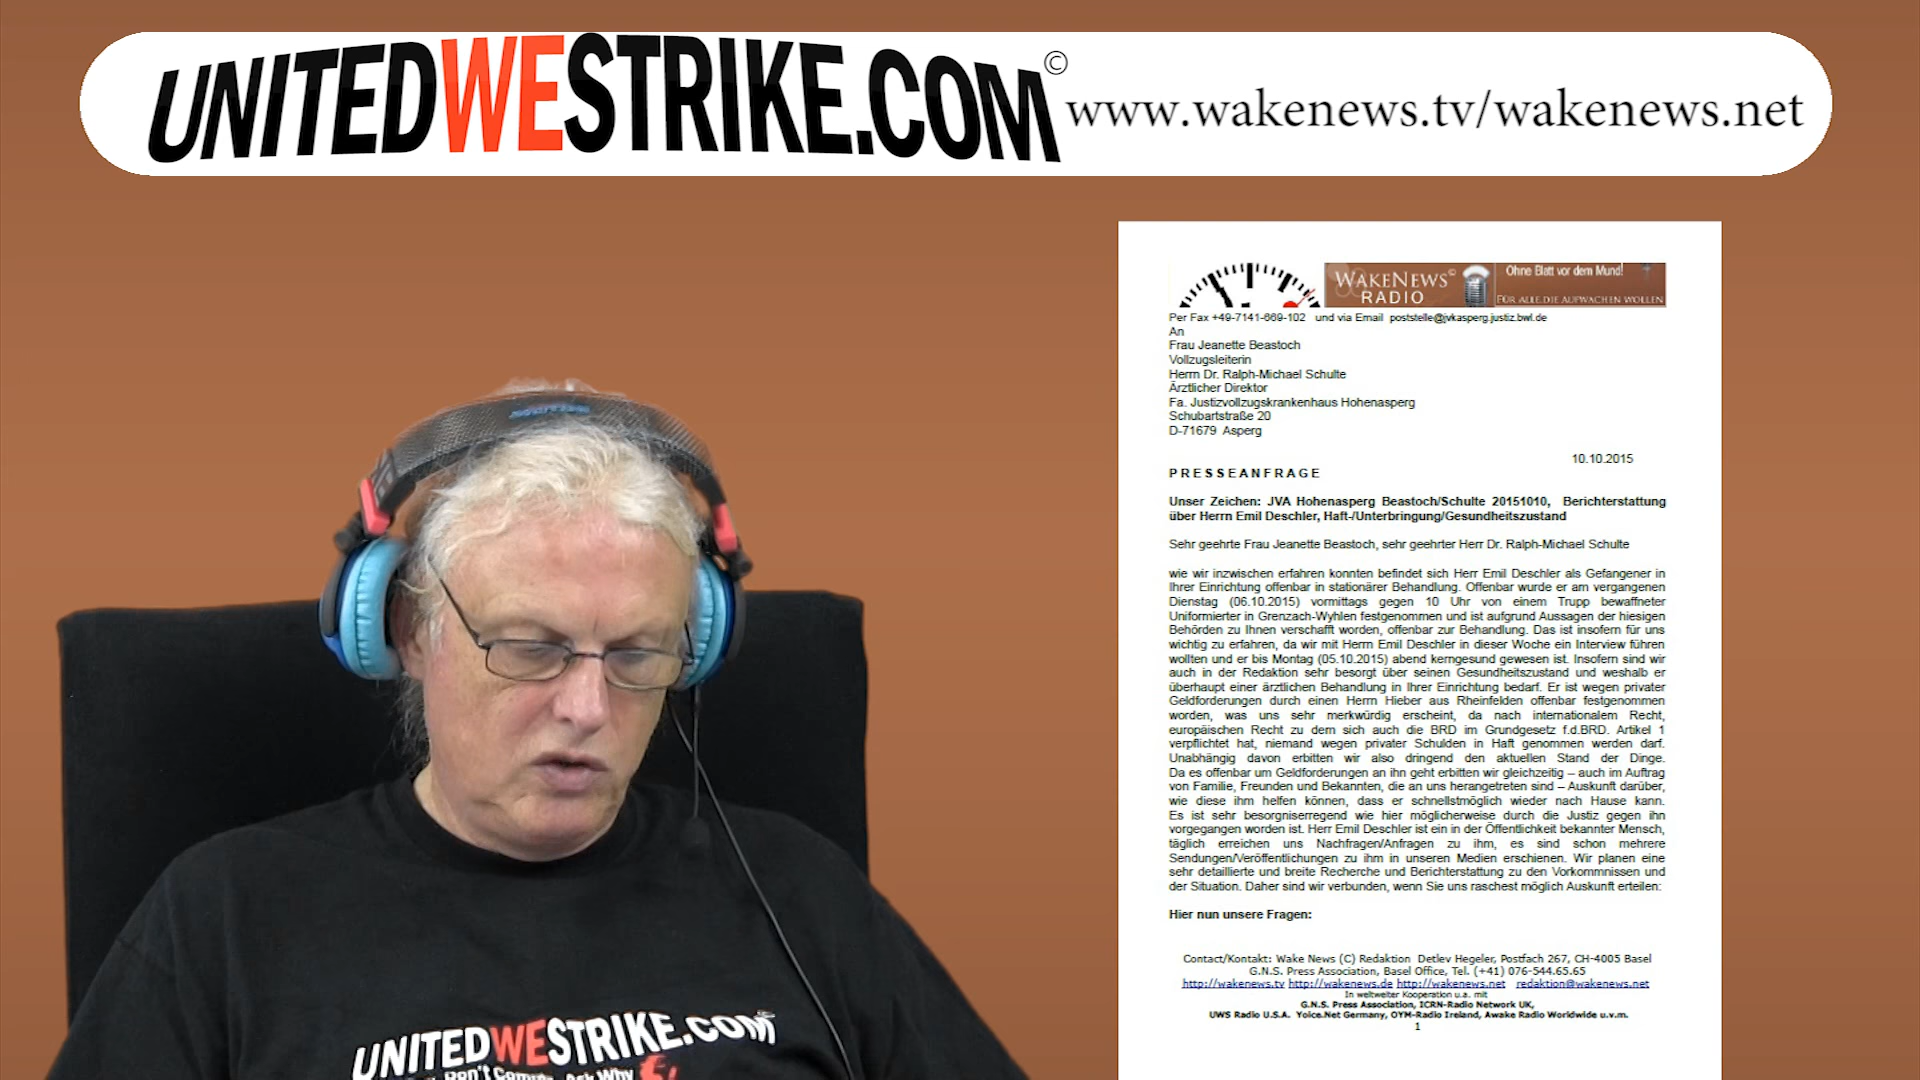 UNITEDWESTRIKE.COM©
www.wakenews.tv/wakenews.net
WAKENEWS©
RADIO
Ohne Blatt vor dem Mund!
FÜR ALLE, DIE AUFWACHEN WOLLEN
Per Fax +49-7141-669-102 und via Email poststelle@jvkasperg.justiz.bwl.de
An
Frau Jeanette Beastoch
Vollzugsleiterin
Herrn Dr. Ralph-Michael Schulte
Ärztlicher Direktor
Fa. Justizvollzugskrankenhaus Hohenasperg
Schubartstraße 20
D-71679 Asperg
10.10.2015
PRESSEANFRAGE
Unser Zeichen: JVA Hohenasperg Beastoch/Schulte 20151010, Berichterstattung
über Herrn Emil Deschler, Haft-/Unterbringung/Gesundheitszustand
Sehr geehrte Frau Jeanette Beastoch, sehr geehrter Herr Dr. Ralph-Michael Schulte
wie wir inzwischen erfahren konnten befindet sich Herr Emil Deschler als Gefangener in
Ihrer Einrichtung offenbar in stationärer Behandlung. Offenbar wurde er am vergangenen
Dienstag (06.10.2015) vormittags gegen 10 Uhr von einem Trupp bewaffneter
Uniformierter in Grenzach-Wyhlen festgenommen und ist aufgrund Aussagen der hiesigen
Behörden zu Ihnen verschafft worden, offenbar zur Behandlung. Das ist insofern für uns
wichtig zu erfahren, da wir mit Herrn Emil Deschler in dieser Woche ein Interview führen
wollten und er bis Montag (05.10.2015) abend kerngesund gewesen ist. Insofern sind wir
auch in der Redaktion sehr besorgt über seinen Gesundheitszustand und weshalb er
überhaupt einer ärztlichen Behandlung in Ihrer Einrichtung bedarf. Er ist wegen privater
Geldforderungen durch einen Herrn Hieber aus Rheinfelden offenbar festgenommen
worden, was uns sehr merkwürdig erscheint, da nach internationalem Recht,
europäischen Recht zu dem sich auch die BRD im Grundgesetz f.d.BRD. Artikel 1
verpflichtet hat, niemand wegen privater Schulden in Haft genommen werden darf.
Unabhängig davon erbitten wir also dringend den aktuellen Stand der Dinge.
Da es offenbar um Geldforderungen an ihn geht erbitten wir gleichzeitig – auch im Auftrag
von Familie, Freunden und Bekannten, die an uns herangetreten sind – Auskunft darüber,
wie diese ihm helfen können, dass er schnellstmöglich wieder nach Hause kann.
Es ist sehr besorgniserregend wie hier möglicherweise durch die Justiz gegen ihn
vorgegangen worden ist. Herr Emil Deschler ist ein in der Öffentlichkeit bekannter Mensch,
täglich erreichen uns Nachfragen/Anfragen zu ihm, es sind schon mehrere
Sendungen/Veröffentlichungen zu ihm in unseren Medien erschienen. Wir planen eine
sehr detaillierte und breite Recherche und Berichterstattung zu den Vorkommnissen und
der Situation. Daher sind wir verbunden, wenn Sie uns raschest möglich Auskunft erteilen:
Hier nun unsere Fragen:
Contact/Kontakt: Wake News (C) Redaktion Detlev Hegeler, Postfach 267, CH-4005 Basel
G.N.S. Press Association, Basel Office, Tel. (+41) 076-544.65.65
http://wakenews.tv http://wakenews.de http://wakenews.net redaktion@wakenews.net
In weltweiter Kooperation u.a. mit
G.N.S. Press Association, ICRN-Radio Network UK,
UWS Radio U.S.A. Yoice.Net Germany, OYM-Radio Ireland, Awake Radio Worldwide u.v.m.
1
UNITEDWESTRIKE.COM
Don't Comply, Ask Why